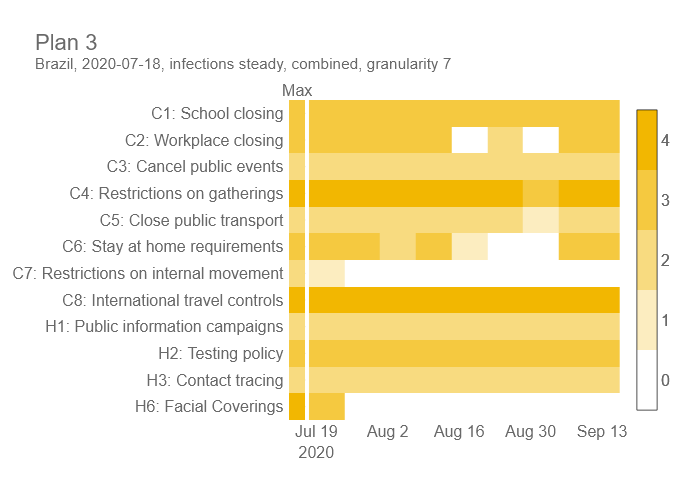 Plan 3
Brazil, 2020-07-18, infections steady, combined, granularity 7
Max
C1: School closing
C2: Workplace closing
C3: Cancel public events
C4: Restrictions on gatherings
C5: Close public transport
C6: Stay at home requirements
C7: Restrictions on internal movement
C8: International travel controls
H1: Public information campaigns
H2: Testing policy
H3: Contact tracing
H6: Facial Coverings
4
3
2
1
0
Jul 19 Aug 2 Aug 16 Aug 30 Sep 13
2020